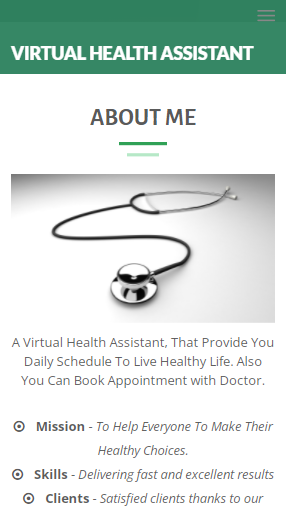 VIRTUAL HEALTH ASSISTANT
ABOUT ME
A Virtual Health Assistant, That Provide You
Daily Schedule To Live Healthy Life. Also
You Can Book Appointment with Doctor.
Mission - To Help Everyone To Make Their
Healthy Choices.
Skills - Delivering fast and excellent results
Clients - Satisfied clients thanks to our